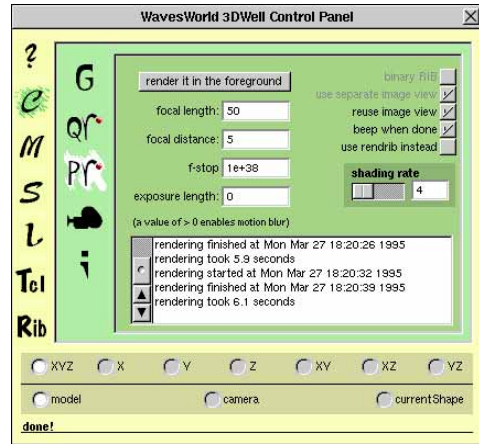 WavesWorld 3DWell Control Panel
?
C
M
S
L
Tcl
Rib
G
Qr
Pr
i
render it in the foreground
focal length: 50
focal distance: 5
f-stop 1e+38
exposure length: 0
(a value of > 0 enables motion blur)
binary RIB
use separate image view
reuse image view
beep when done
use rendrib instead
shading rate
4
rendering finished at Mon Mar 27 18:20:26 1995
rendering took 5.9 seconds
rendering started at Mon Mar 27 18:20:32 1995
rendering finished at Mon Mar 27 18:20:39 1995
rendering took 6.1 seconds
XYZ X Y Z XY XZ YZ
model camera currentShape
done!